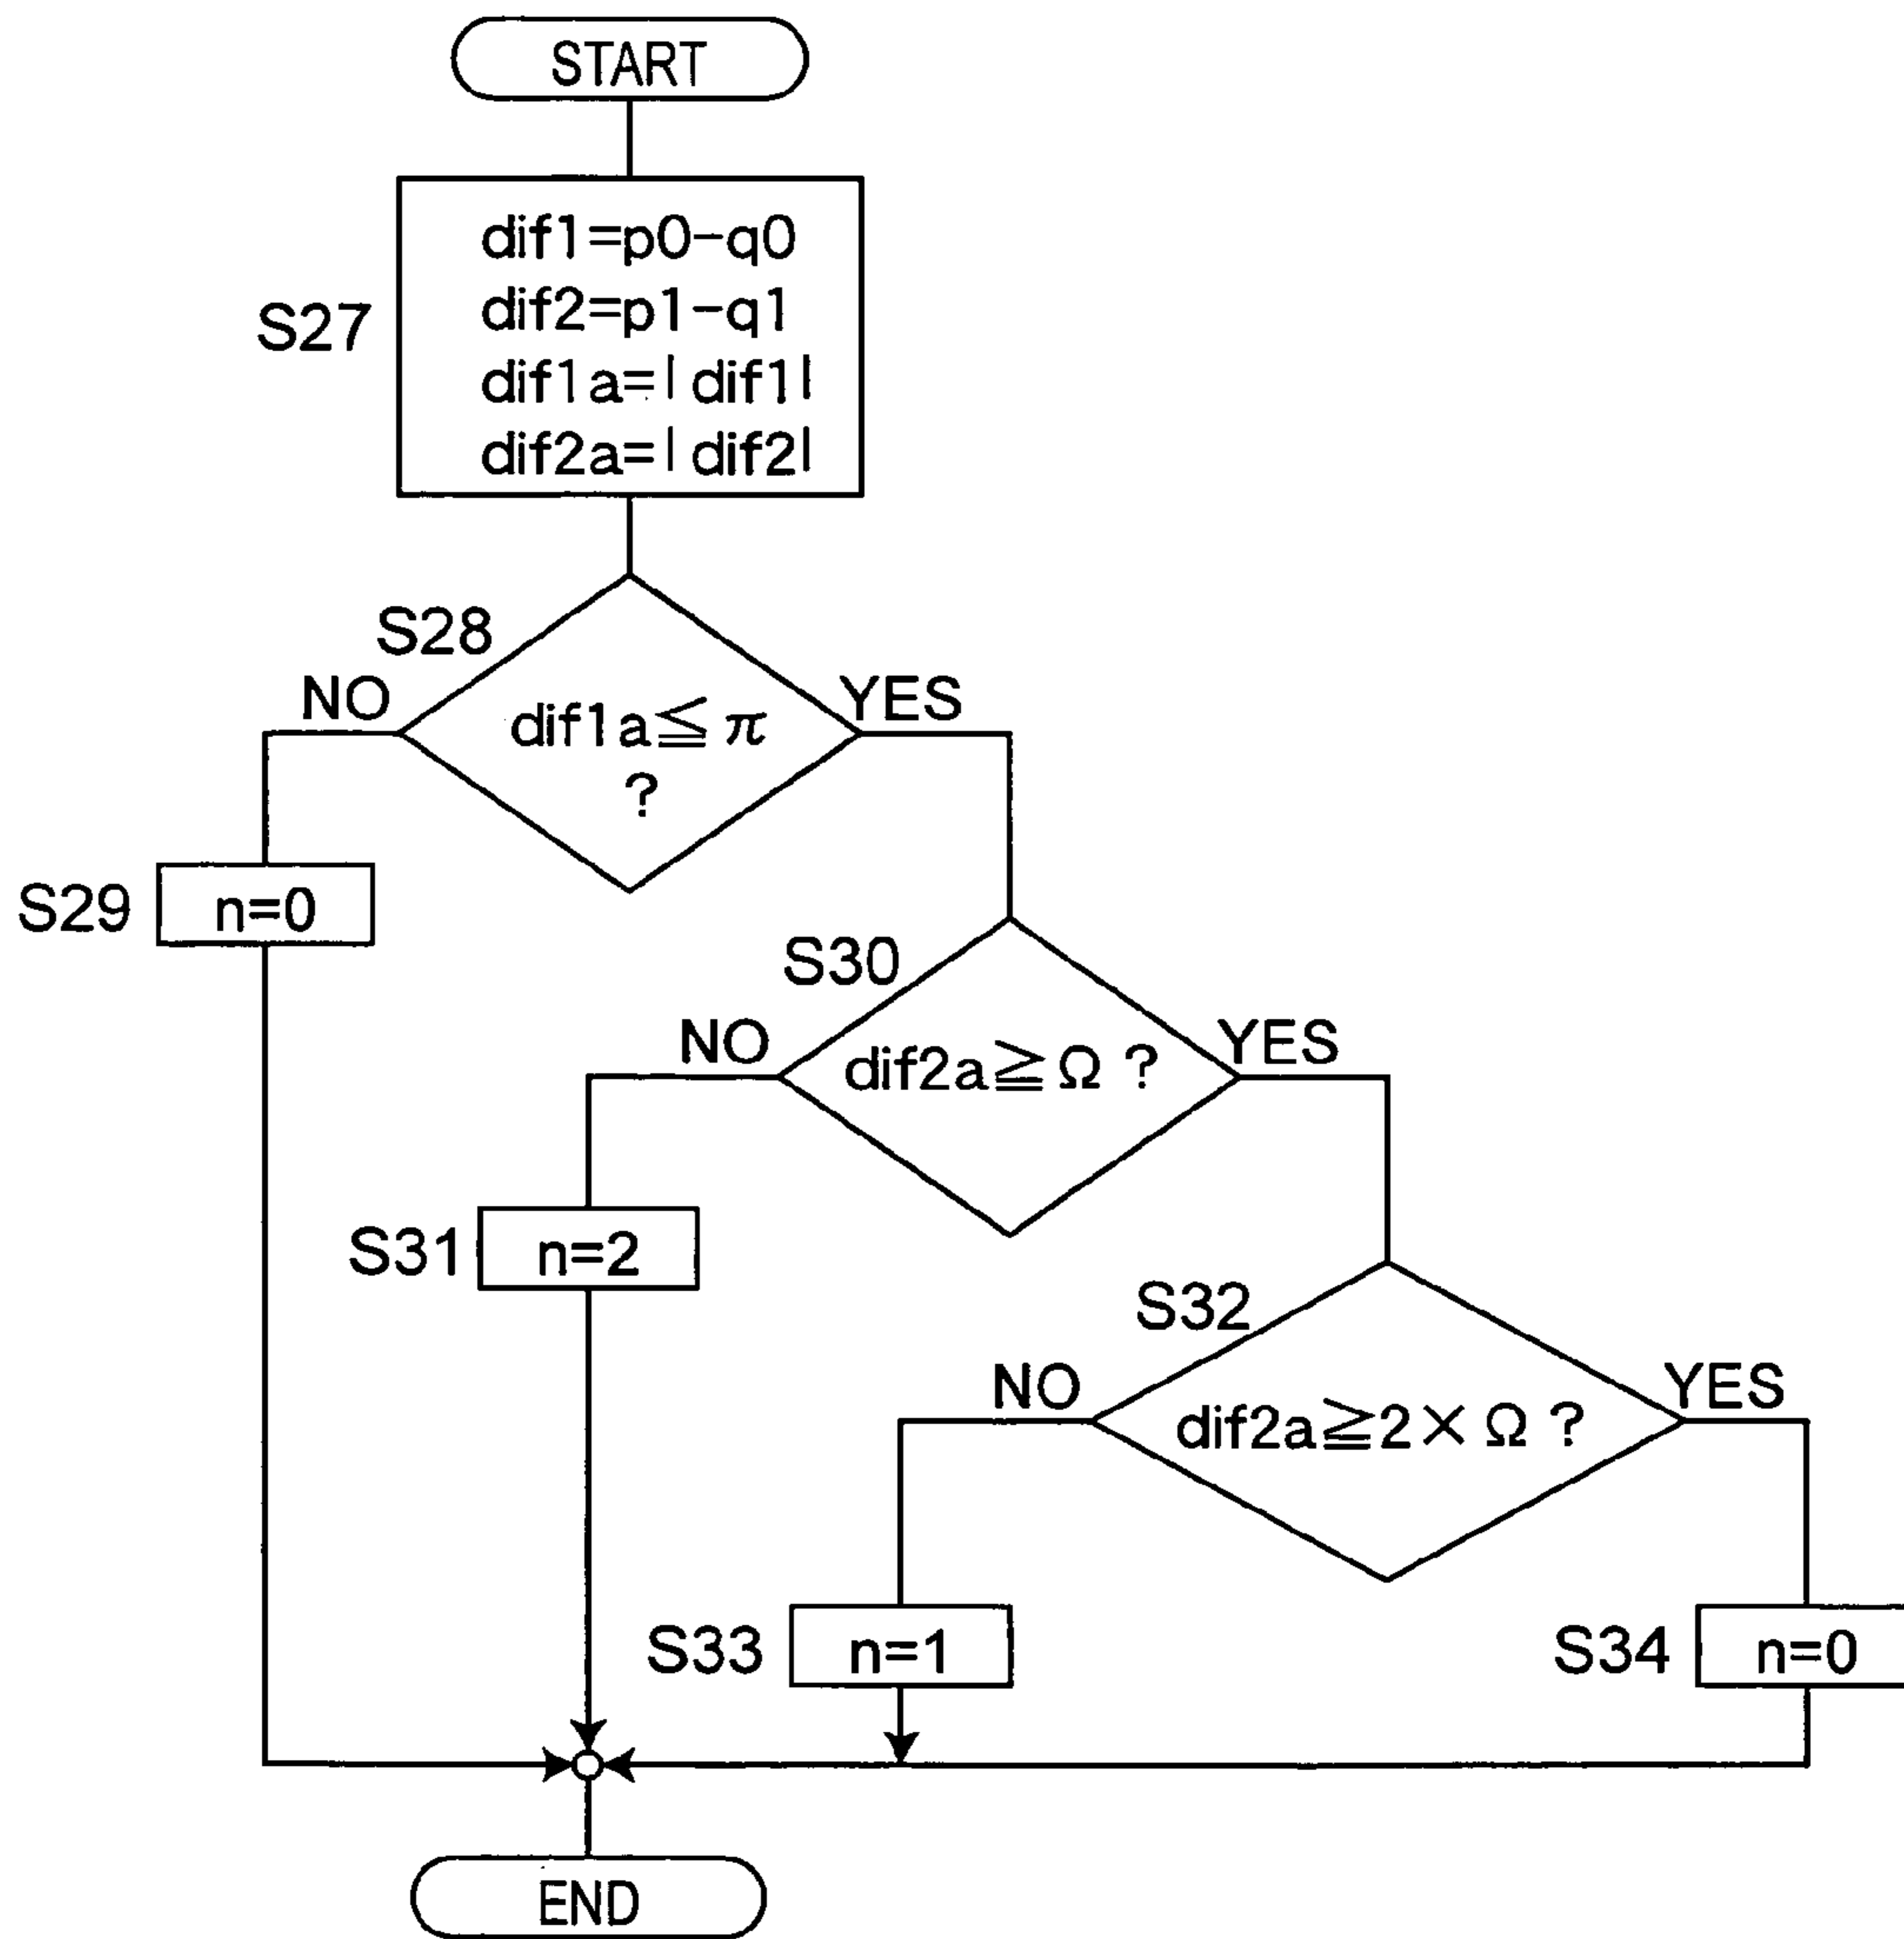 START
S27
dif1=p0-q0
dif2=p1-q1
dif1a=| dif1|
dif2a=| dif2|
S28
NO
YES
dif1a≦π
?
S29
n=0
S30
NO
YES
dif2a≧Ω ?
S31
n=2
S32
NO
YES
dif2a≧2×Ω ?
S33
n=1
S34
n=0
END